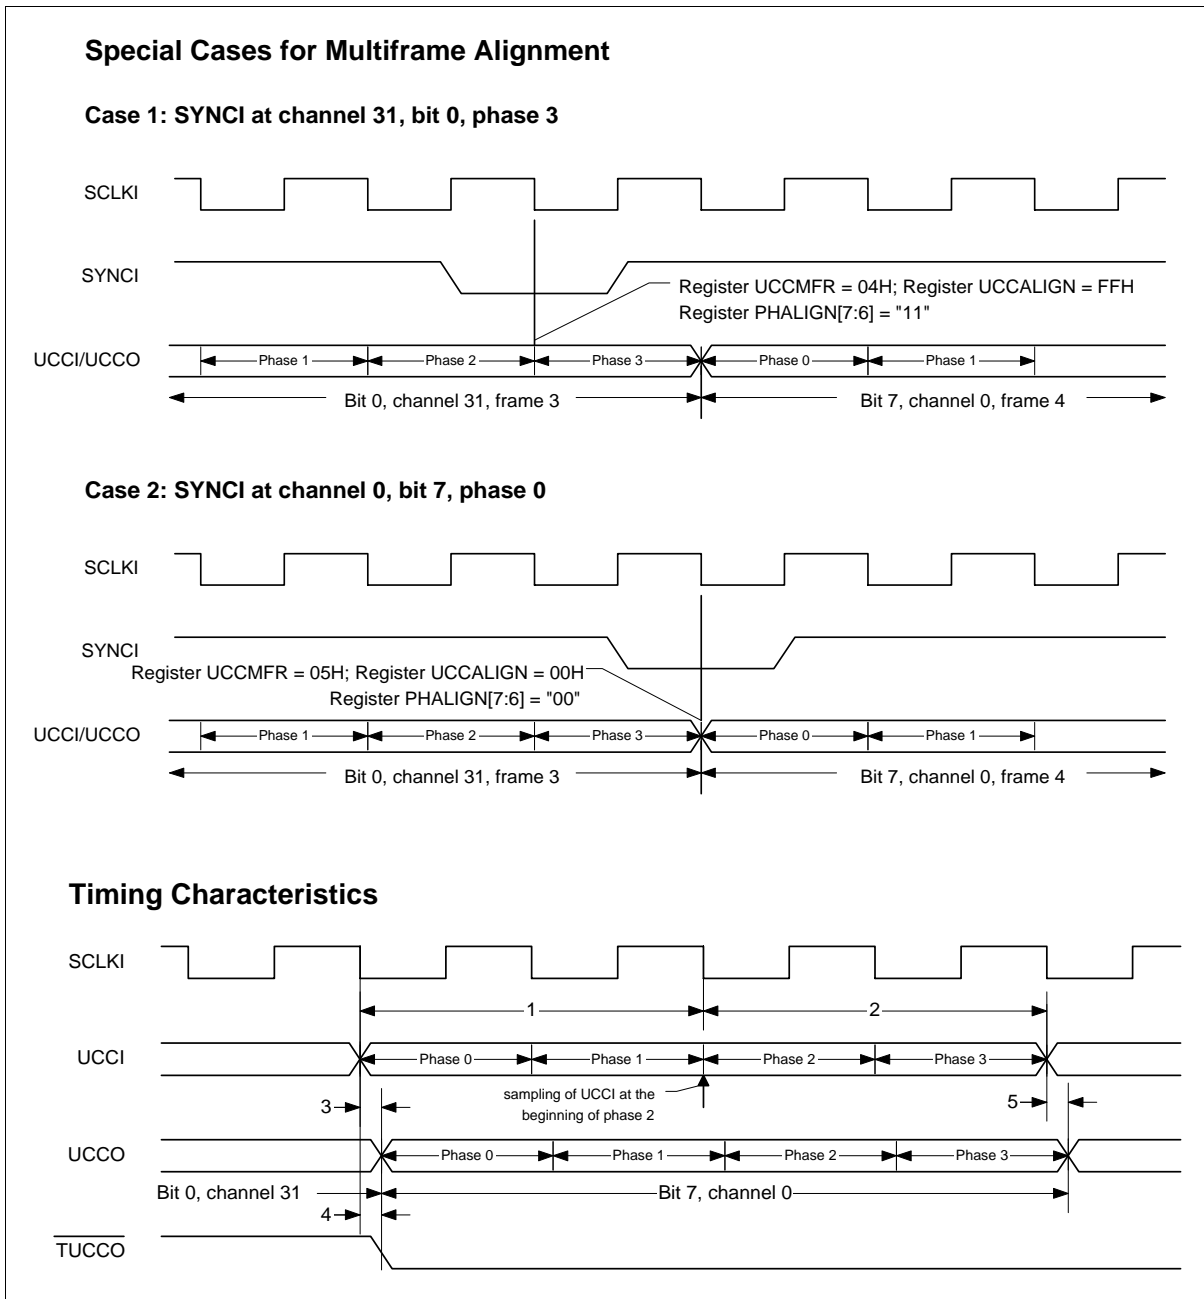 Special Cases for Multiframe Alignment
Case 1: SYNCI at channel 31, bit 0, phase 3
SCLKI
SYNCI
Register UCCMFR = 04H; Register UCCALIGN = FFH
Register PHALIGN[7:6] = "11"
UCCI/UCCO
Phase 1 Phase 2 Phase 3 Phase 0 Phase 1
Bit 0, channel 31, frame 3 Bit 7, channel 0, frame 4
Case 2: SYNCI at channel 0, bit 7, phase 0
SCLKI
SYNCI
Register UCCMFR = 05H; Register UCCALIGN = 00H
Register PHALIGN[7:6] = "00"
UCCI/UCCO
Phase 1 Phase 2 Phase 3 Phase 0 Phase 1
Bit 0, channel 31, frame 3 Bit 7, channel 0, frame 4
Timing Characteristics
SCLKI
1 2
UCCI
Phase 0 Phase 1 Phase 2 Phase 3
sampling of UCCI at the
beginning of phase 2
3 5
UCCO
Phase 0 Phase 1 Phase 2 Phase 3
Bit 0, channel 31 Bit 7, channel 0
4
TUCCO